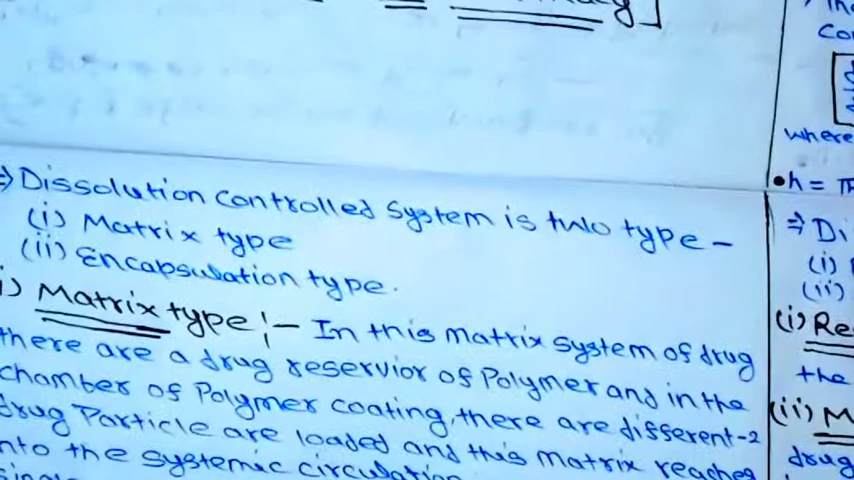 ⇒ Dissolution controlled system is two type -
(i) Matrix type
(ii) Encapsulation type.
i) Matrix type :- In this matrix system of drug
there are a drug reservior of Polymer and in the
chamber of Polymer coating, there are different-2
drug Particle are loaded and this matrix reaches
into the systemic circulation
where
• h =
⇒ Di
(i)
(ii)
(i) Re
the
(ii) M
drug